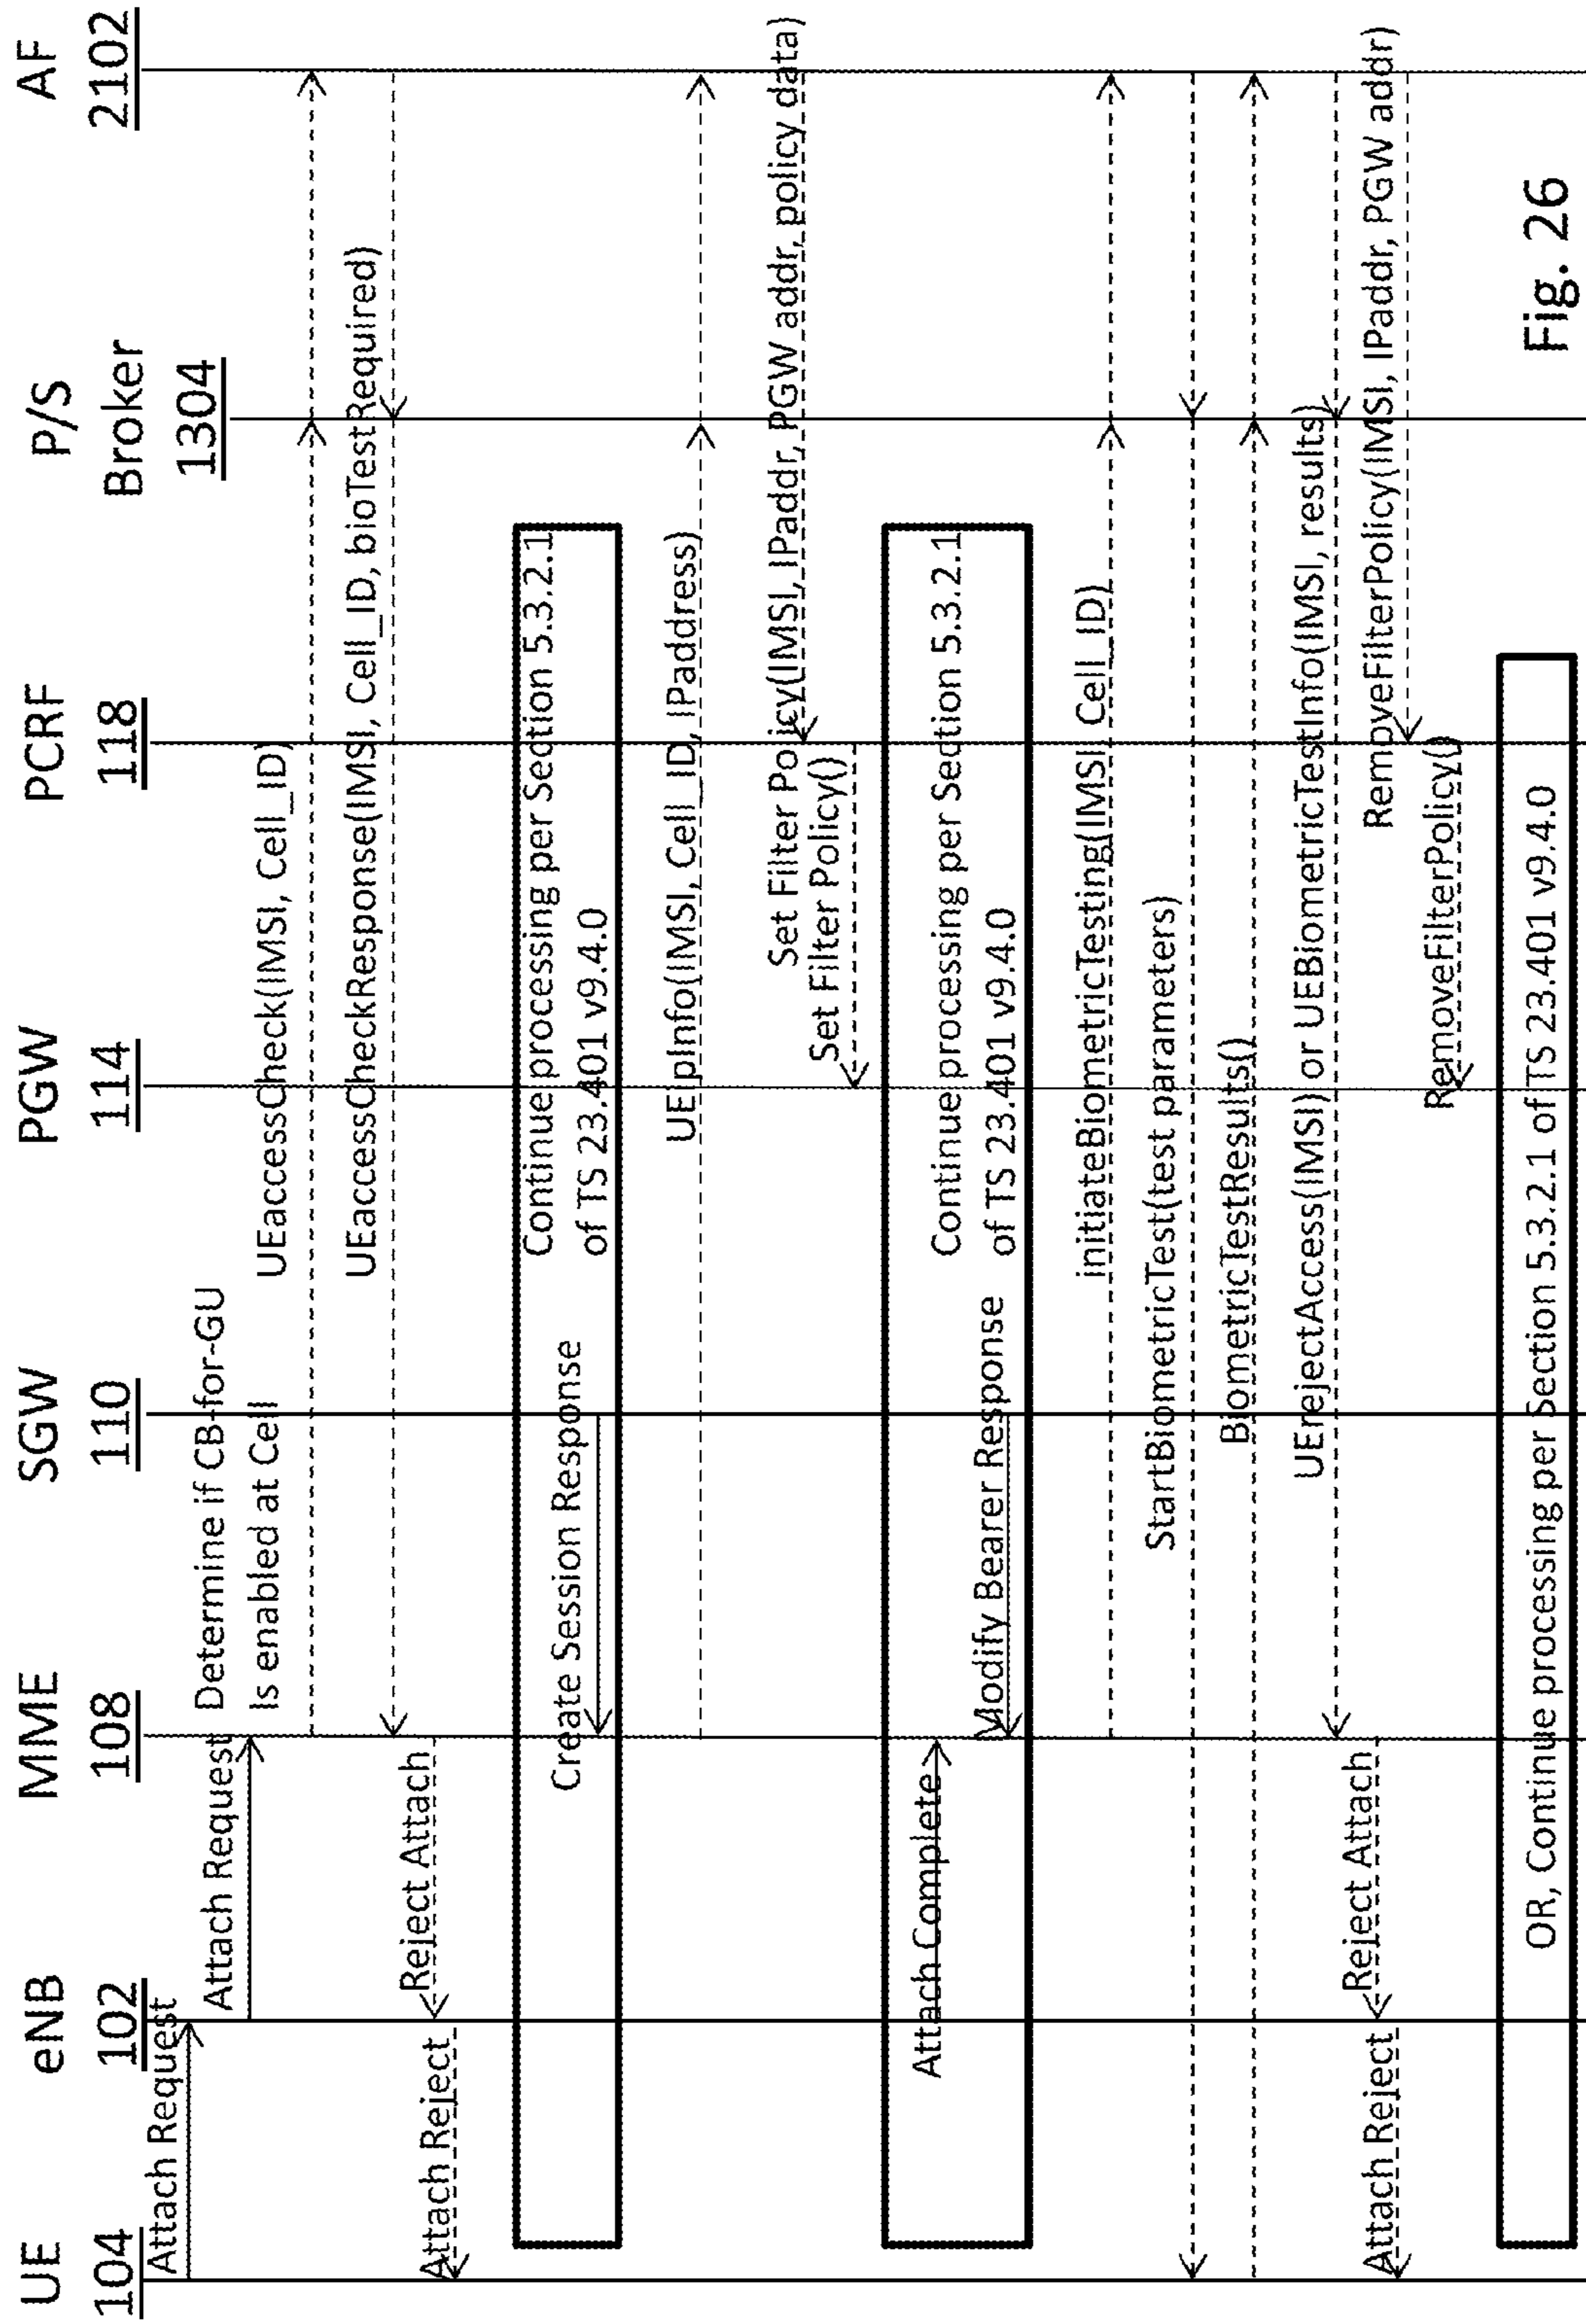 UE
104
eNB
102
MME
108
SGW
110
PGW
114
PCRF
118
P/S
Broker
1304
AF
2102
Attach Request
Attach Request
Determine if CB-for-GU
Is enabled at Cell
UEaccessCheck(IMSI, Cell_ID)
UEaccessCheckResponse(IMSI, Cell_ID, bioTestRequired)
Reject Attach
Attach Reject
Continue processing per Section 5.3.2.1
of TS 23.401 v9.4.0
Create Session Response
UEipInfo(IMSI, Cell_ID, IPaddress)
Set Filter Policy(IMSI, IPaddr, PGW addr, policy data)
Set Filter Policy()
Continue processing per Section 5.3.2.1
of TS 23.401 v9.4.0
Attach Complete
Modify Bearer Response
initiateBiometricTesting(IMSI, Cell_ID)
StartBiometricTest(test parameters)
BiometricTestResults()
UErejectAccess(IMSI) or UEBiometricTestInfo(IMSI, results)
Reject Attach
Attach Reject
RemoveFilterPolicy(IMSI, IPaddr, PGW addr)
RemoveFilterPolicy()
OR, Continue processing per Section 5.3.2.1 of TS 23.401 v9.4.0
Fig. 26